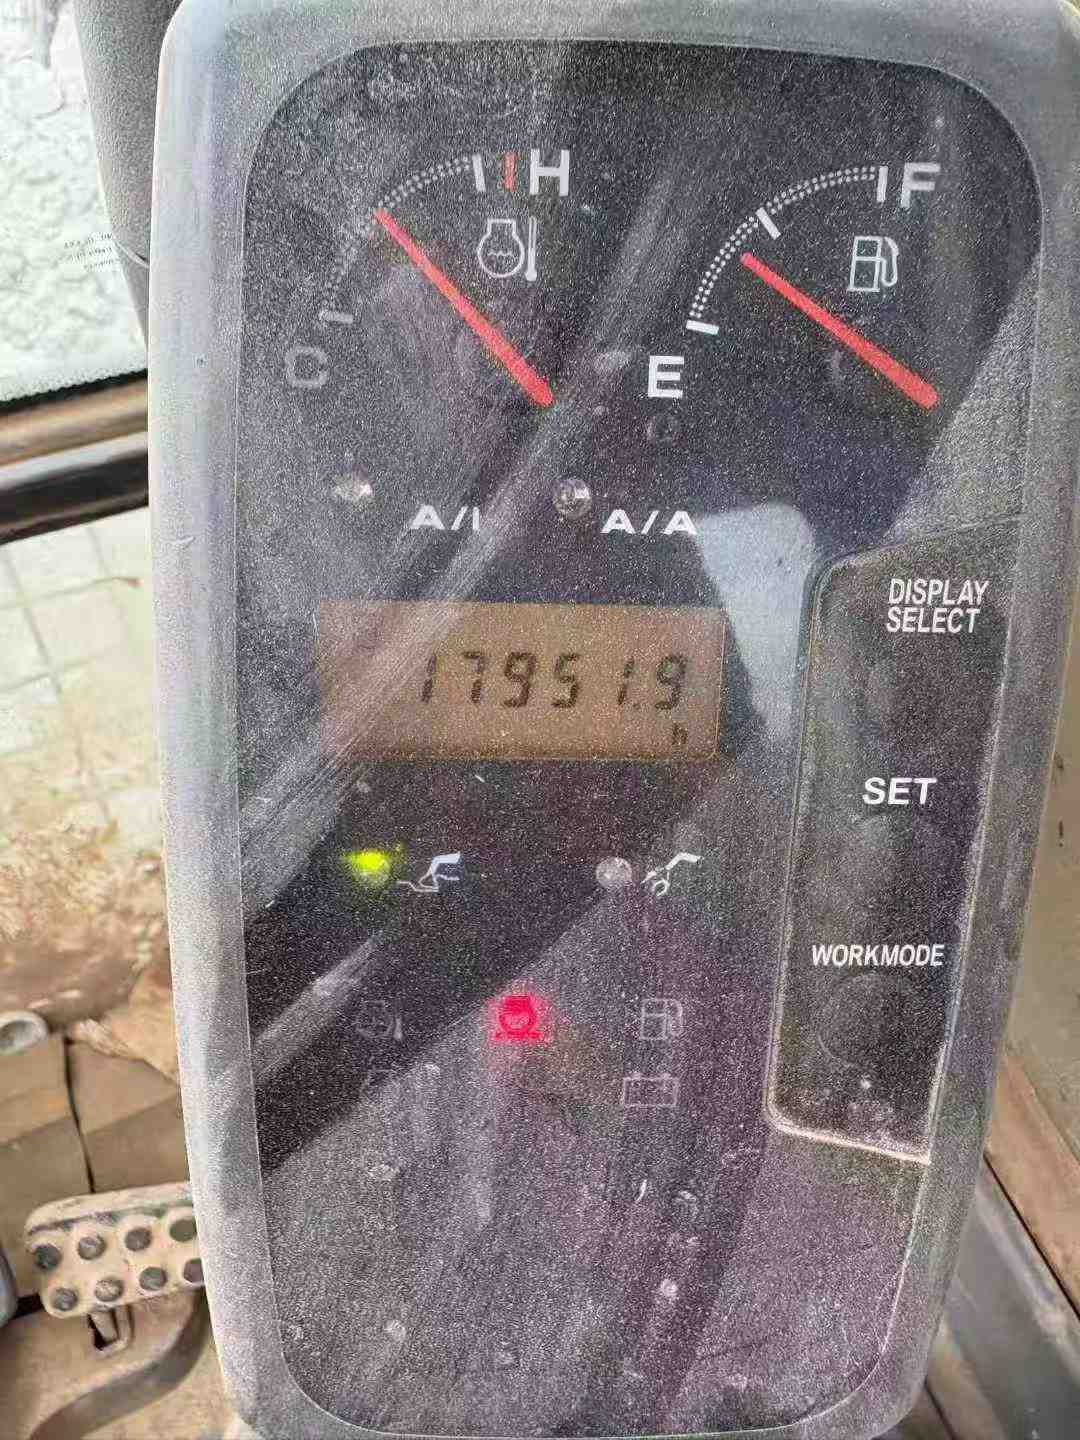 H
F
C
E
A/I
A/A
DISPLAY
SELECT
17951.9
h
SET
WORKMODE